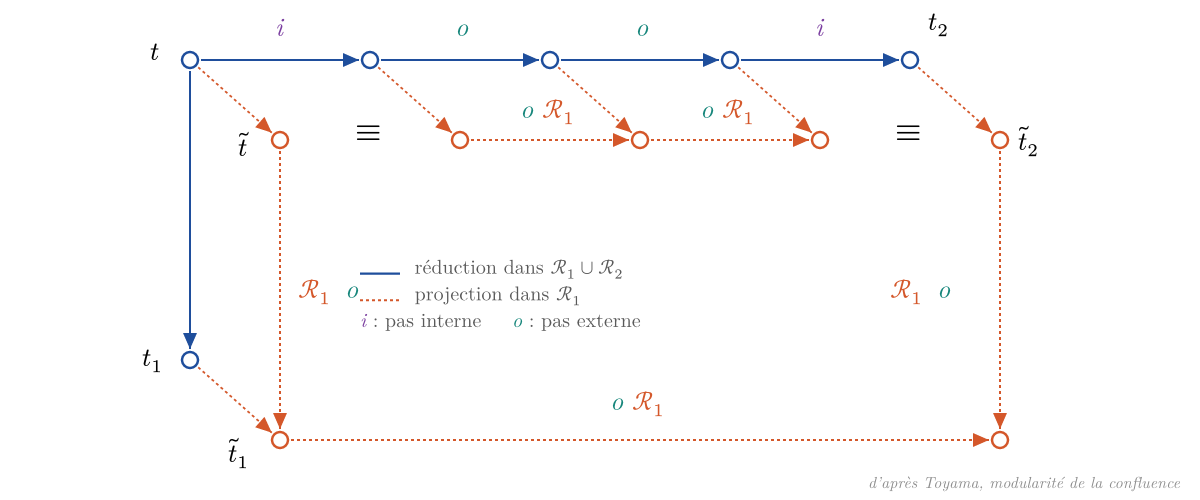 i o o i t₂
t
o ℛ₁ o ℛ₁
t̃ ≡ ≡ t̃₂
réduction dans ℛ₁ ∪ ℛ₂
ℛ₁ o projection dans ℛ₁ ℛ₁ o
i : pas interne o : pas externe
t₁
o ℛ₁
t̃₁
d'après Toyama, modularité de la confluence